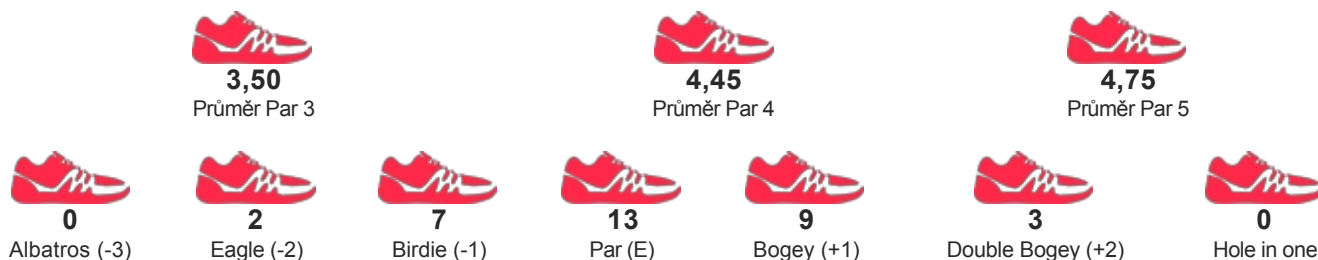 3,50 4,45 4,75
Průměr Par 3 Průměr Par 4 Průměr Par 5
0 2 7 13 9 3 0
Albatros (-3) Eagle (-2) Birdie (-1) Par (E) Bogey (+1) Double Bogey (+2) Hole in one